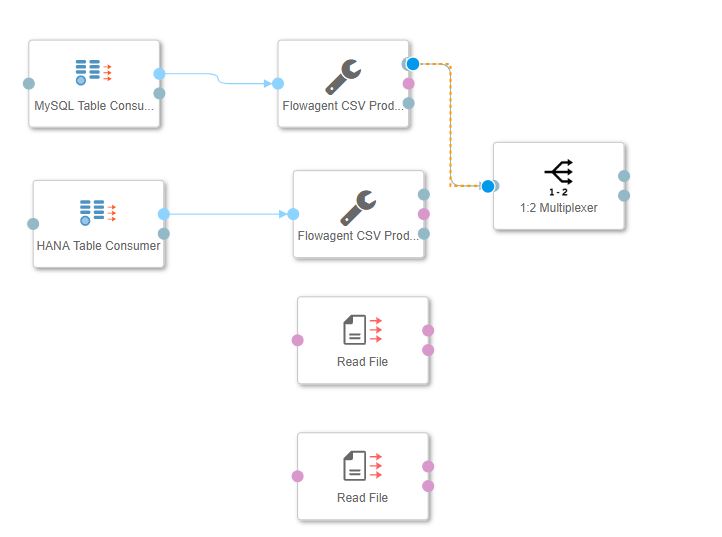 MySQL Table Consu...
Flowagent CSV Prod...
1 - 2
1:2 Multiplexer
HANA Table Consumer
Flowagent CSV Prod...
Read File
Read File